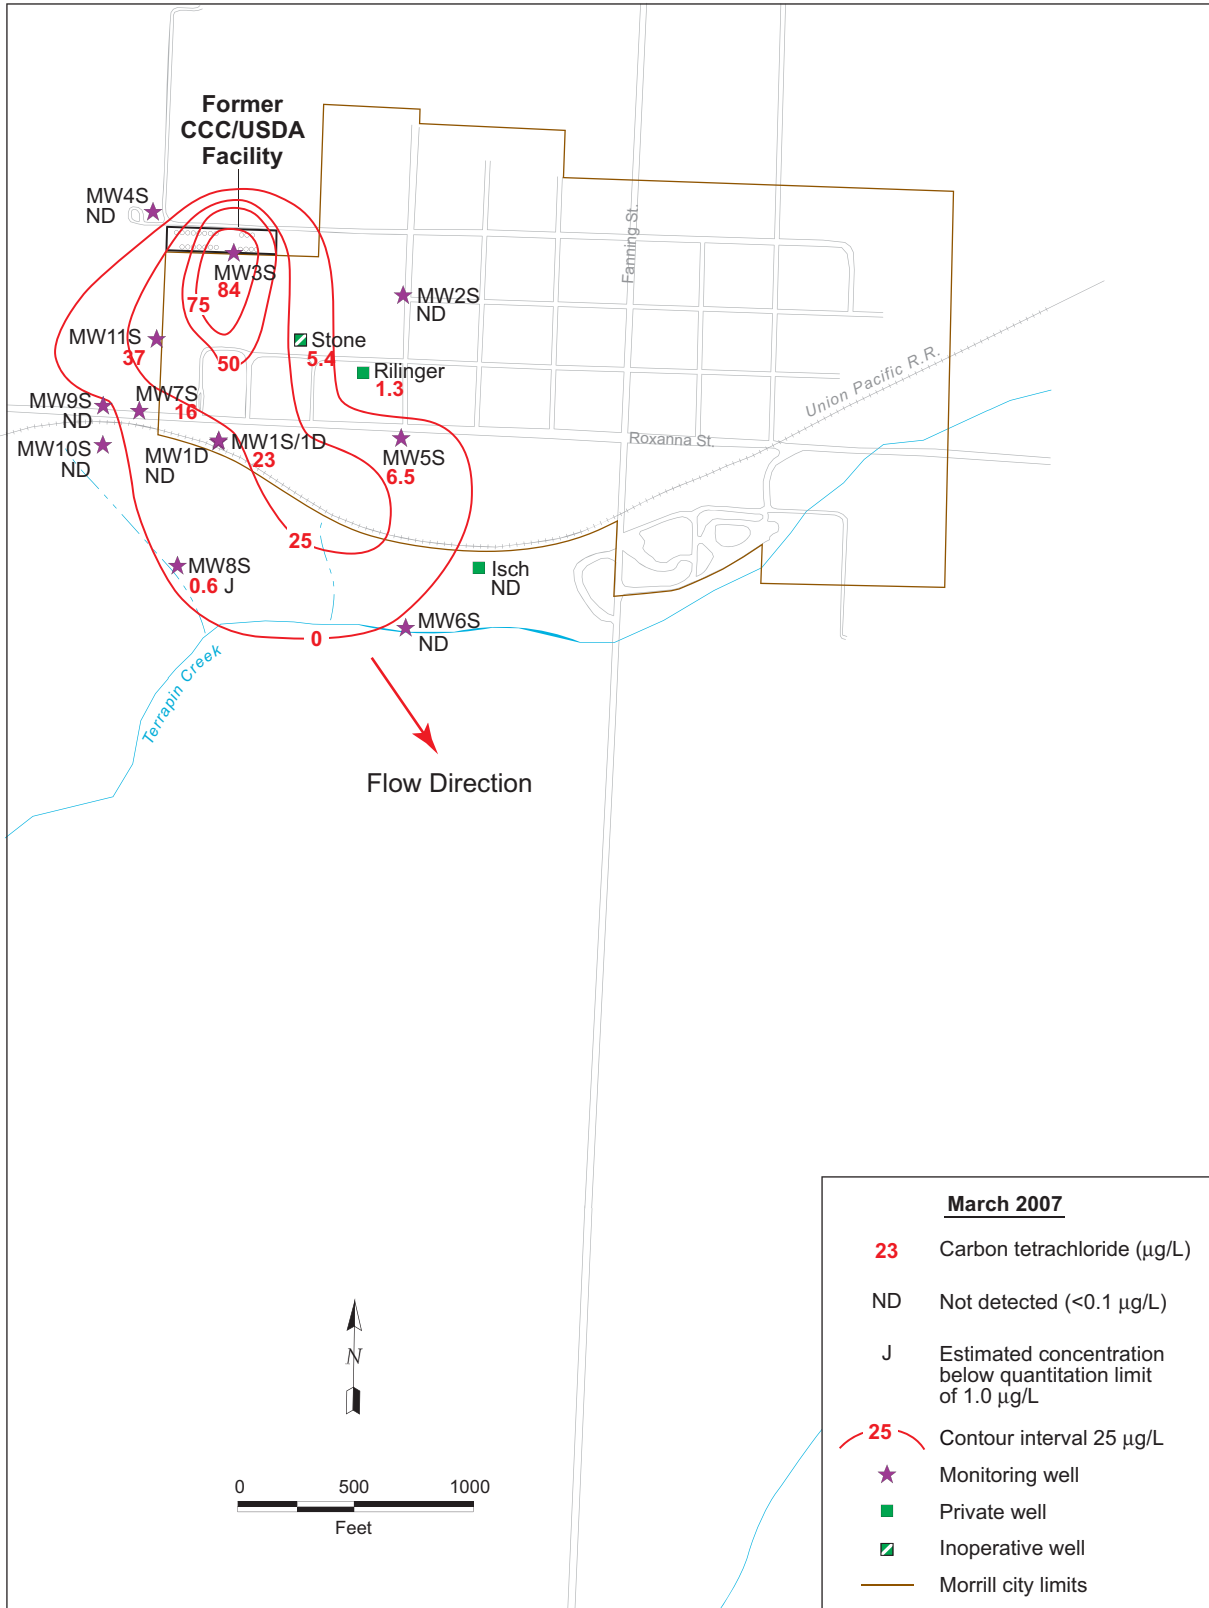 Former
CCC/USDA
Facility
MW4S
ND
MW3S
84
75
MW2S
ND
Fanning St.
MW11S
37
Stone
5.4
50
Rilinger
1.3
Union Pacific R.R.
MW9S
ND
MW7S
16
MW10S
ND
MW1D
ND
MW1S/1D
23
MW5S
6.5
Roxanna St.
25
MW8S
0.6 J
Isch
ND
MW6S
ND
0
Terrapin Creek
Flow Direction
N
0 500 1000
Feet
March 2007
23 Carbon tetrachloride (μg/L)
ND Not detected (<0.1 μg/L)
J Estimated concentration
below quantitation limit
of 1.0 μg/L
25 Contour interval 25 μg/L
Monitoring well
Private well
Inoperative well
Morrill city limits